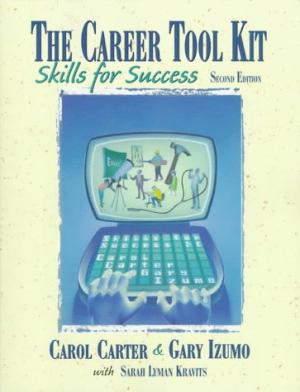 THE CAREER TOOL KIT
Skills for Success SECOND EDITION
CAROL CARTER & GARY IZUMO
with SARAH LYMAN KRAVITS